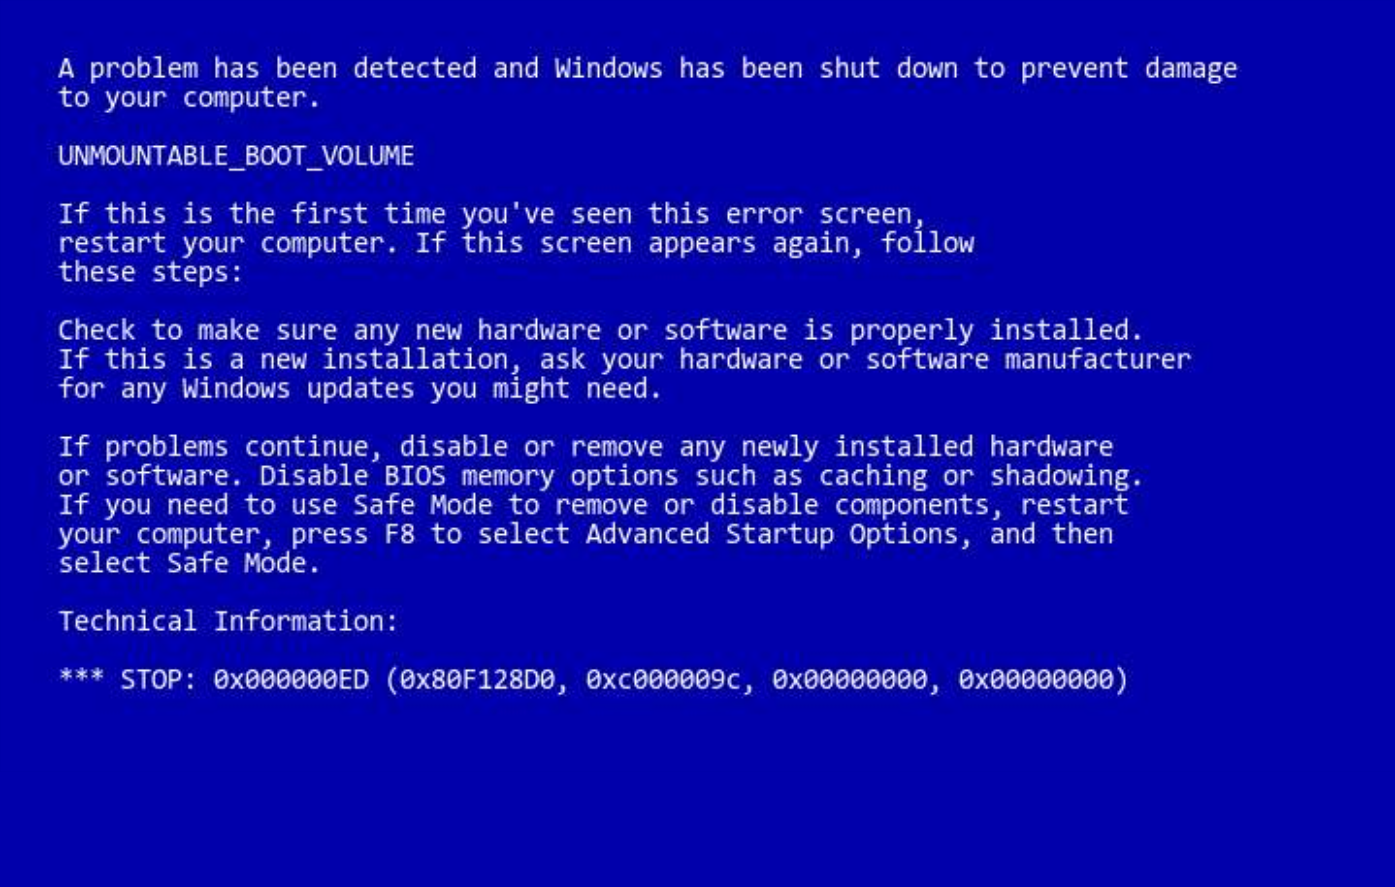 A problem has been detected and Windows has been shut down to prevent damage
to your computer.
UNMOUNTABLE_BOOT_VOLUME
If this is the first time you've seen this error screen,
restart your computer. If this screen appears again, follow
these steps:
Check to make sure any new hardware or software is properly installed.
If this is a new installation, ask your hardware or software manufacturer
for any Windows updates you might need.
If problems continue, disable or remove any newly installed hardware
or software. Disable BIOS memory options such as caching or shadowing.
If you need to use Safe Mode to remove or disable components, restart
your computer, press F8 to select Advanced Startup Options, and then
select Safe Mode.
Technical Information:
*** STOP: 0x000000ED (0x80F128D0, 0xc000009c, 0x00000000, 0x00000000)